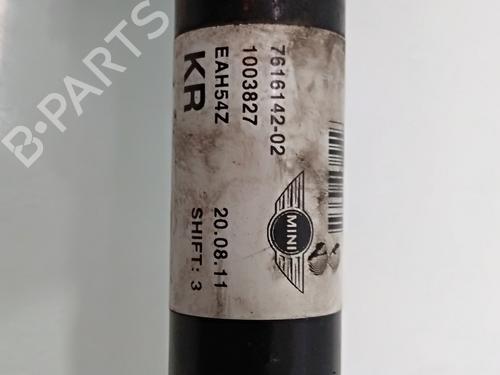 7616142-02
1003827
EAH54Z
KR
MINI
20.08.11
SHIFT: 3
B-PARTS